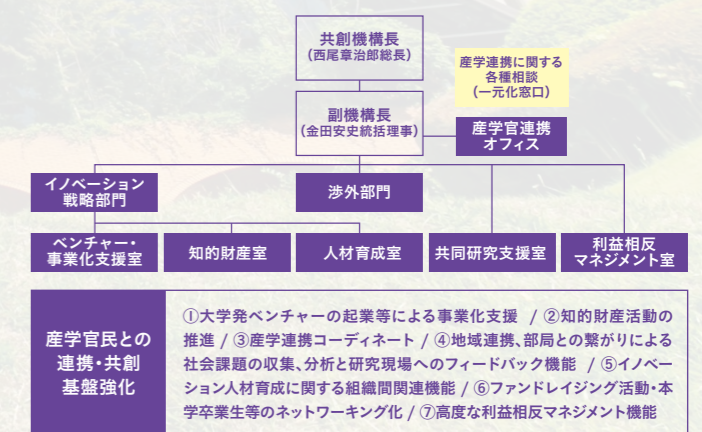 共創機構長
(西尾章治郎総長)
産学連携に関する
各種相談
(一元化窓口)
副機構長
(金田安史統括理事)
産学官連携
オフィス
イノベーション
戦略部門
渉外部門
ベンチャー・
事業化支援室
知的財産室
人材育成室
共同研究支援室
利益相反
マネジメント室
産学官民との
連携・共創
基盤強化
①大学発ベンチャーの起業等による事業化支援 / ②知的財産活動の
推進 / ③産学連携コーディネート / ④地域連携、部局との繋がりによる
社会課題の収集、分析と研究現場へのフィードバック機能 / ⑤イノベー
ション人材育成に関する組織間関連機能 / ⑥ファンドレイジング活動・本
学卒業生等のネットワーキング化 / ⑦高度な利益相反マネジメント機能